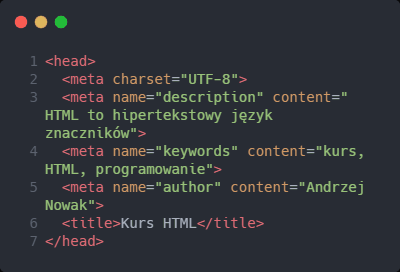 1 <head>
2   <meta charset="UTF-8">
3   <meta name="description" content="
HTML to hipertekstowy język
znaczników">
4   <meta name="keywords" content="kurs,
HTML, programowanie">
5   <meta name="author" content="Andrzej
Nowak">
6   <title>Kurs HTML</title>
7 </head>